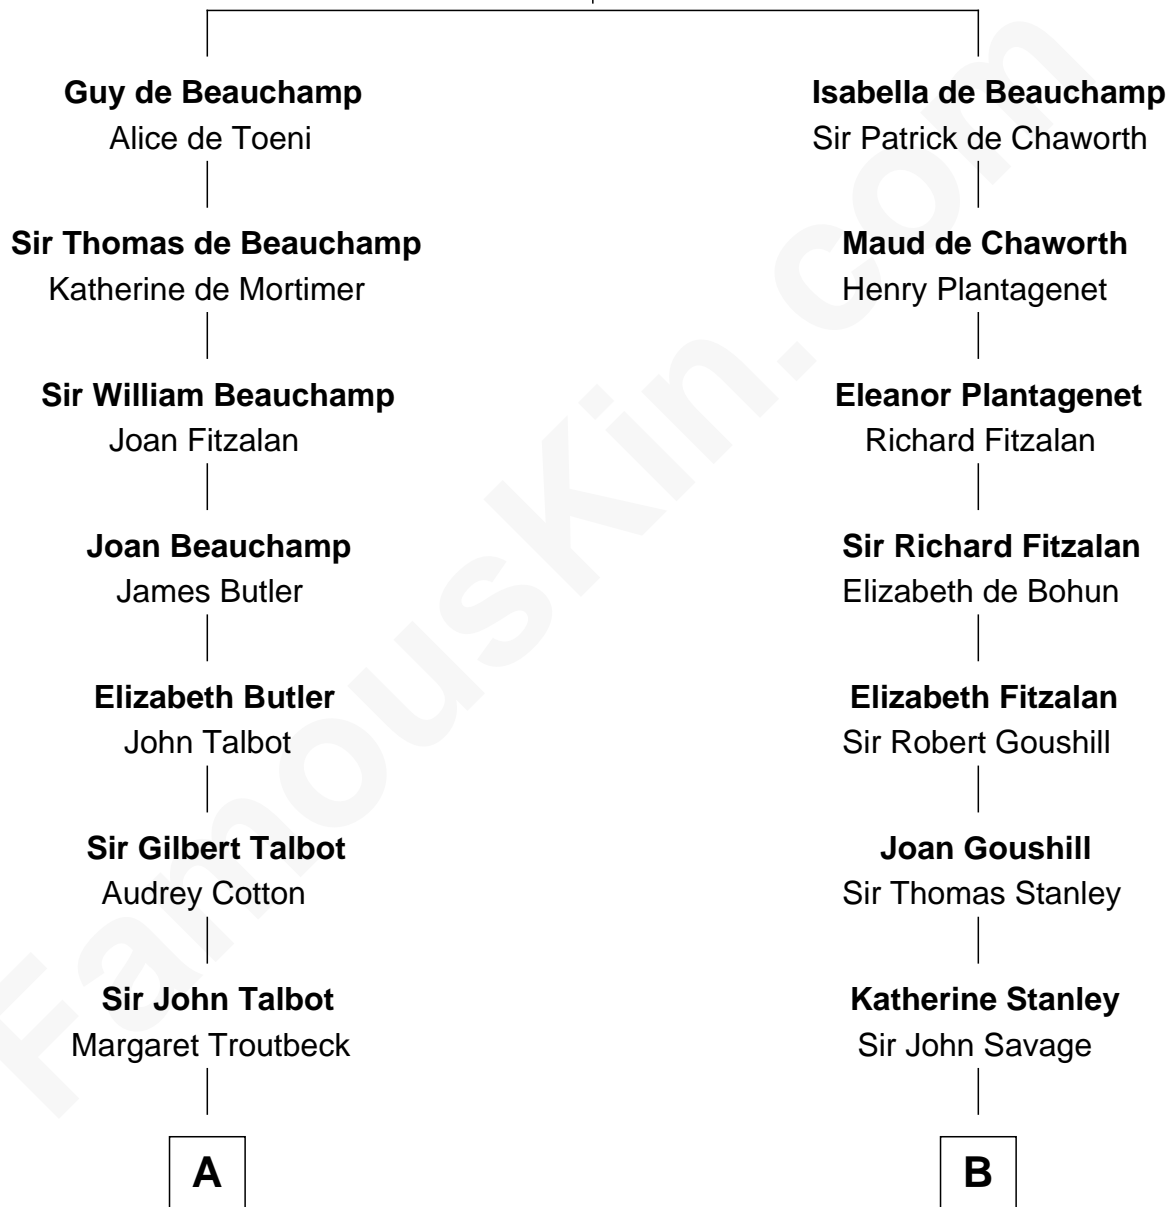 Guy de Beauchamp
Alice de Toeni
Isabella de Beauchamp
Sir Patrick de Chaworth
Sir Thomas de Beauchamp
Katherine de Mortimer
Maud de Chaworth
Henry Plantagenet
Sir William Beauchamp
Joan Fitzalan
Eleanor Plantagenet
Richard Fitzalan
Joan Beauchamp
James Butler
Sir Richard Fitzalan
Elizabeth de Bohun
Elizabeth Butler
John Talbot
Elizabeth Fitzalan
Sir Robert Goushill
Sir Gilbert Talbot
Audrey Cotton
Joan Goushill
Sir Thomas Stanley
Sir John Talbot
Margaret Troutbeck
Katherine Stanley
Sir John Savage
A
B
FamousKin.com